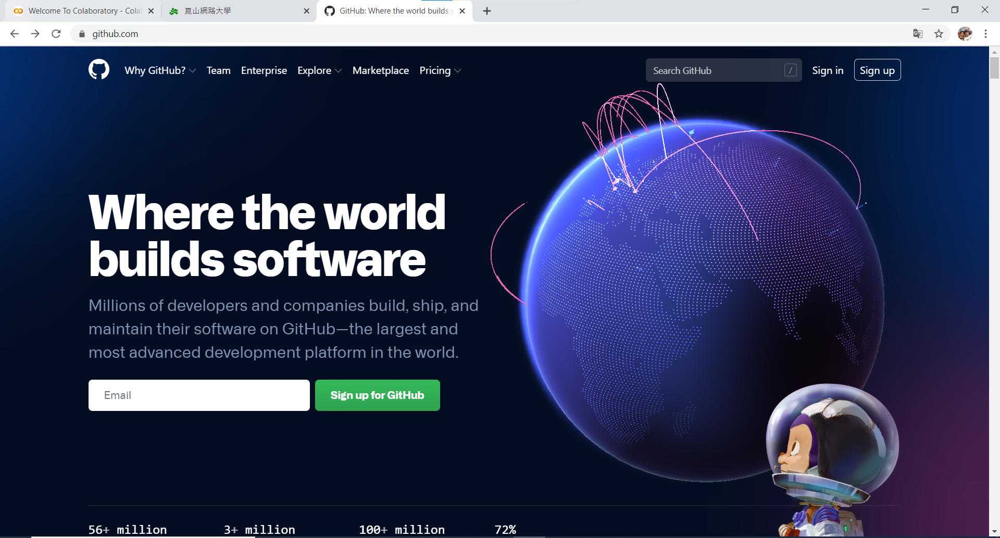 Welcome To Colaboratory - Cola
崑山網路大學
GitHub: Where the world builds s
github.com
Why GitHub? Team Enterprise Explore Marketplace Pricing
Search GitHub /
Sign in
Sign up
Where the world
builds software
Millions of developers and companies build, ship, and
maintain their software on GitHub—the largest and
most advanced development platform in the world.
Email
Sign up for GitHub
56+ million 3+ million 100+ million 72%